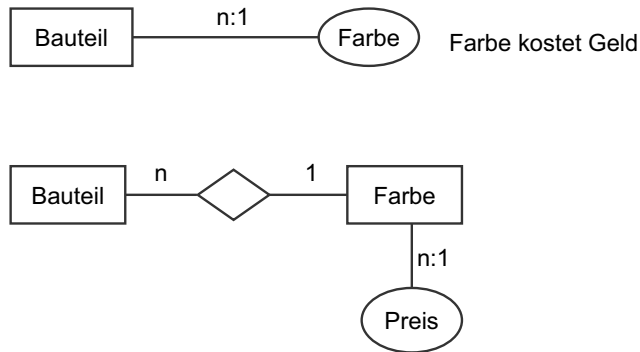 n:1
Bauteil
Farbe
Farbe kostet Geld
n
1
Bauteil
Farbe
n:1
Preis